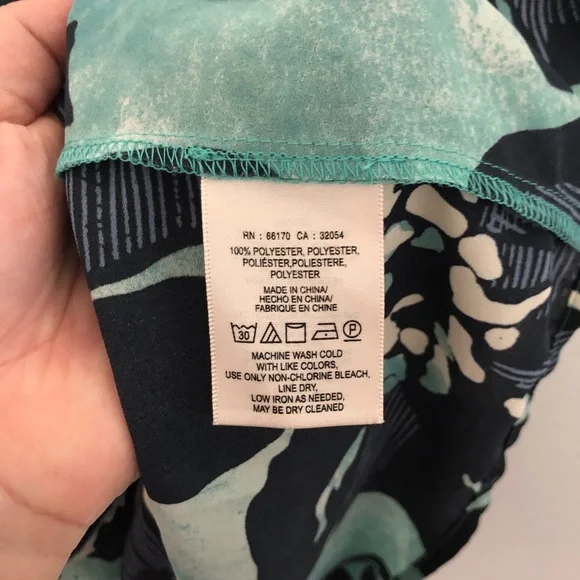 RN : 66170 CA : 32054
100% POLYESTER, POLYESTER,
POLIÉSTER,POLIESTERE,
POLYESTER
MADE IN CHINA/
HECHO EN CHINA/
FABRIQUE EN CHINE
30 P
MACHINE WASH COLD
WITH LIKE COLORS,
USE ONLY NON-CHLORINE BLEACH,
LINE DRY,
LOW IRON AS NEEDED,
MAY BE DRY CLEANED